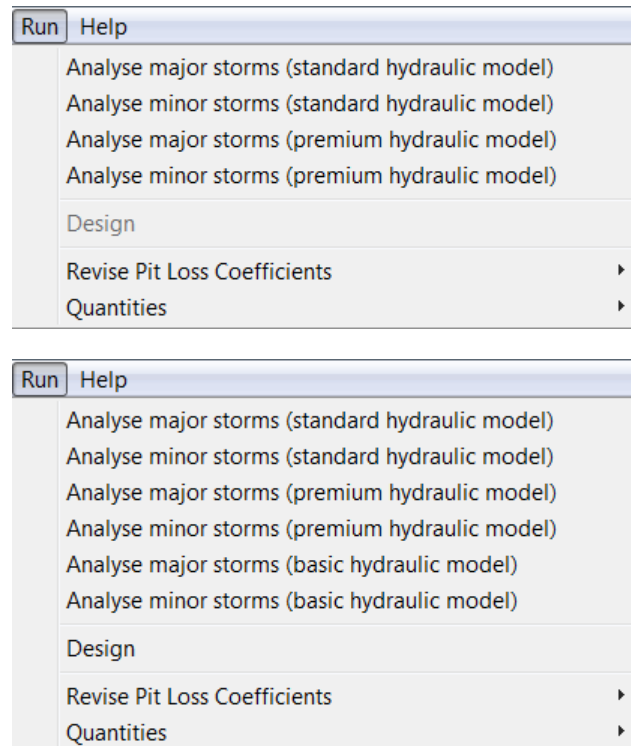 Run Help
Analyse major storms (standard hydraulic model)
Analyse minor storms (standard hydraulic model)
Analyse major storms (premium hydraulic model)
Analyse minor storms (premium hydraulic model)
Design
Revise Pit Loss Coefficients
Quantities
Run Help
Analyse major storms (standard hydraulic model)
Analyse minor storms (standard hydraulic model)
Analyse major storms (premium hydraulic model)
Analyse minor storms (premium hydraulic model)
Analyse major storms (basic hydraulic model)
Analyse minor storms (basic hydraulic model)
Design
Revise Pit Loss Coefficients
Quantities